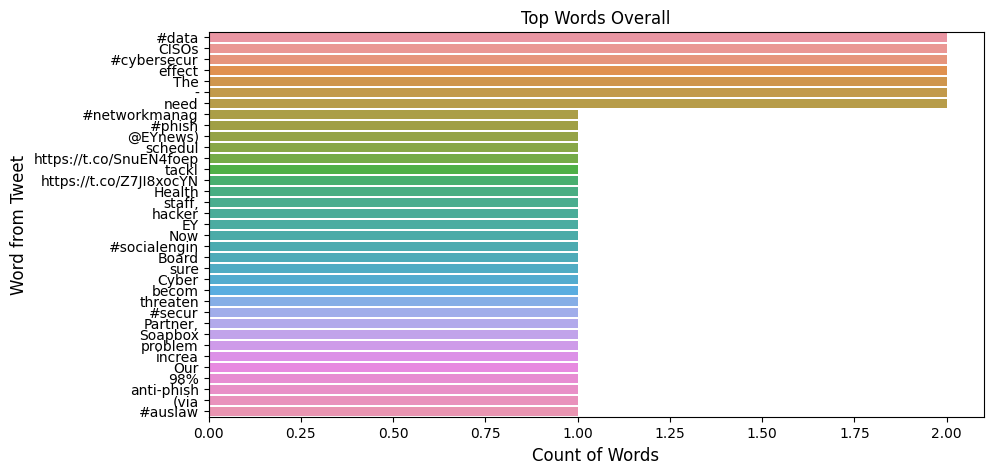 Top Words Overall
Word from Tweet
#data
CISOs
#cybersecur
effect
The
-
need
#networkmanag
#phish
@EYnews)
schedul
https://t.co/SnuEN4foep
tackl
https://t.co/Z7JI8xocYN
Health
staff,
hacker
EY
Now
#socialengin
Board
sure
Cyber
becom
threaten
#secur
Partner,
Soapbox
problem
increa
Our
98%
anti-phish
(via
#auslaw
0.00 0.25 0.50 0.75 1.00 1.25 1.50 1.75 2.00
Count of Words